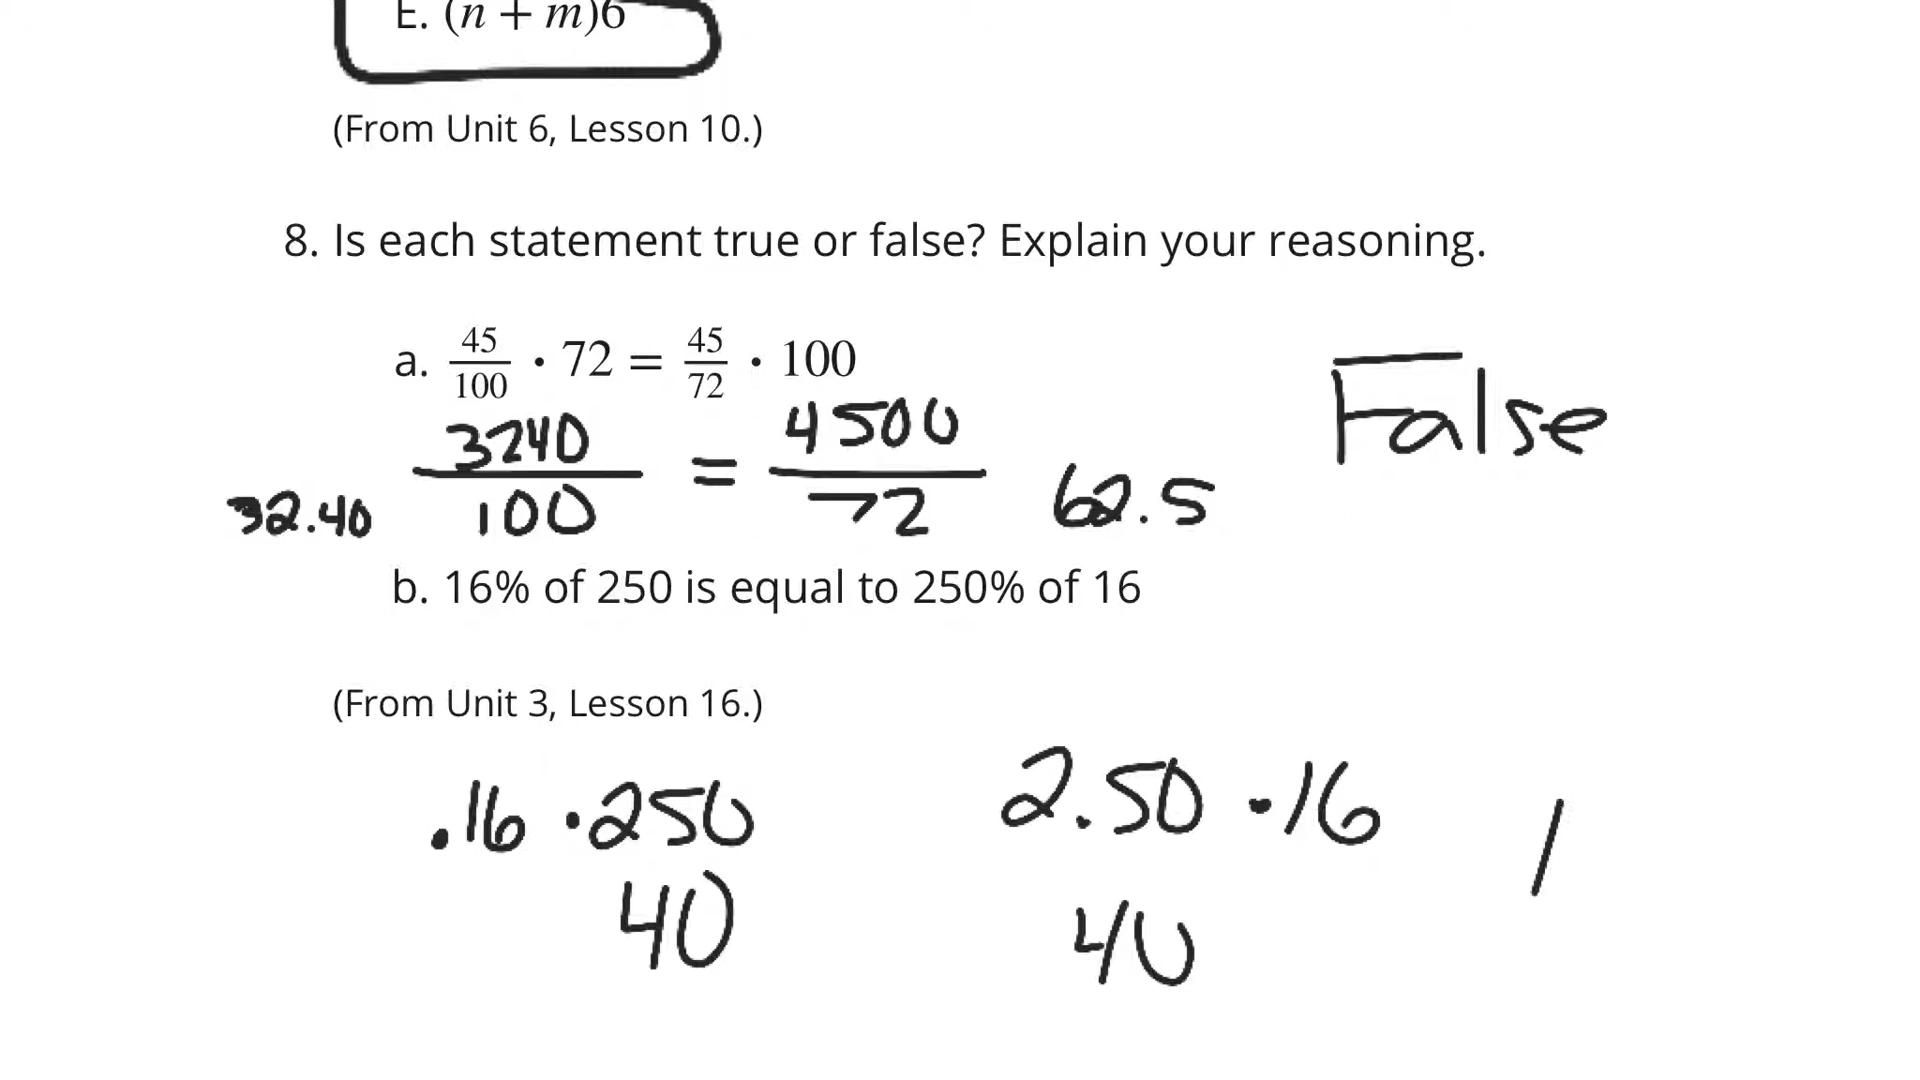 E. (n + m)6
(From Unit 6, Lesson 10.)
8. Is each statement true or false? Explain your reasoning.
a. 45/100 · 72 = 45/72 · 100
False
3240/100 = 4500/72
32.40
62.5
b. 16% of 250 is equal to 250% of 16
(From Unit 3, Lesson 16.)
.16 · 250
2.50 · 16
40
40